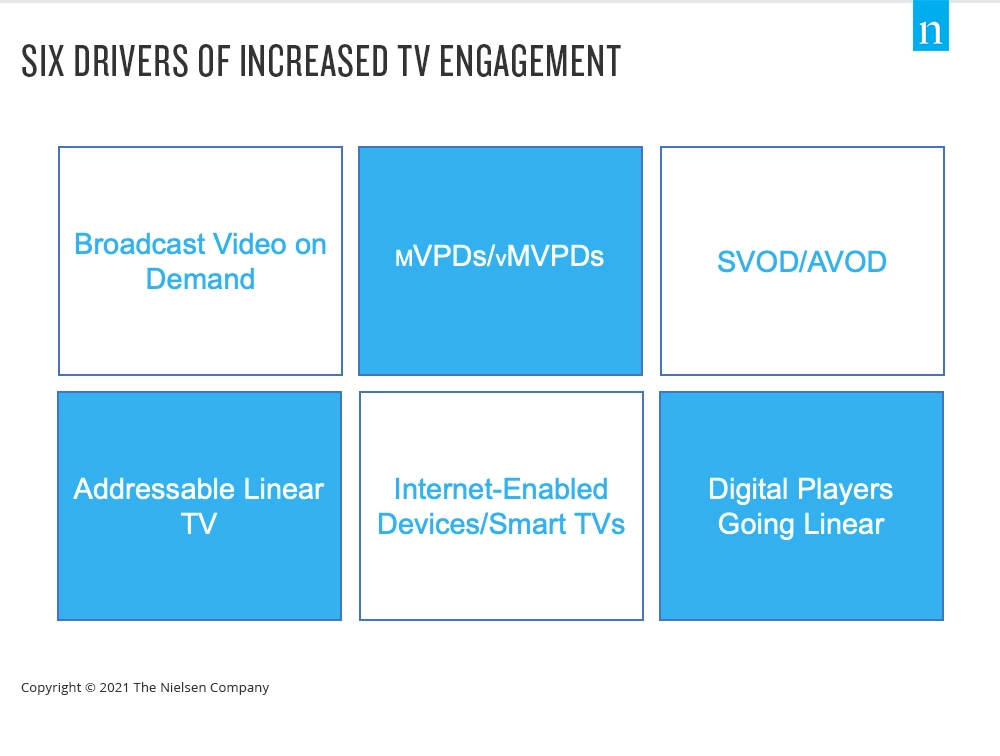 n
SIX DRIVERS OF INCREASED TV ENGAGEMENT
Broadcast Video on
Demand
MVPDs/vMVPDs
SVOD/AVOD
Addressable Linear
TV
Internet-Enabled
Devices/Smart TVs
Digital Players
Going Linear
Copyright © 2021 The Nielsen Company